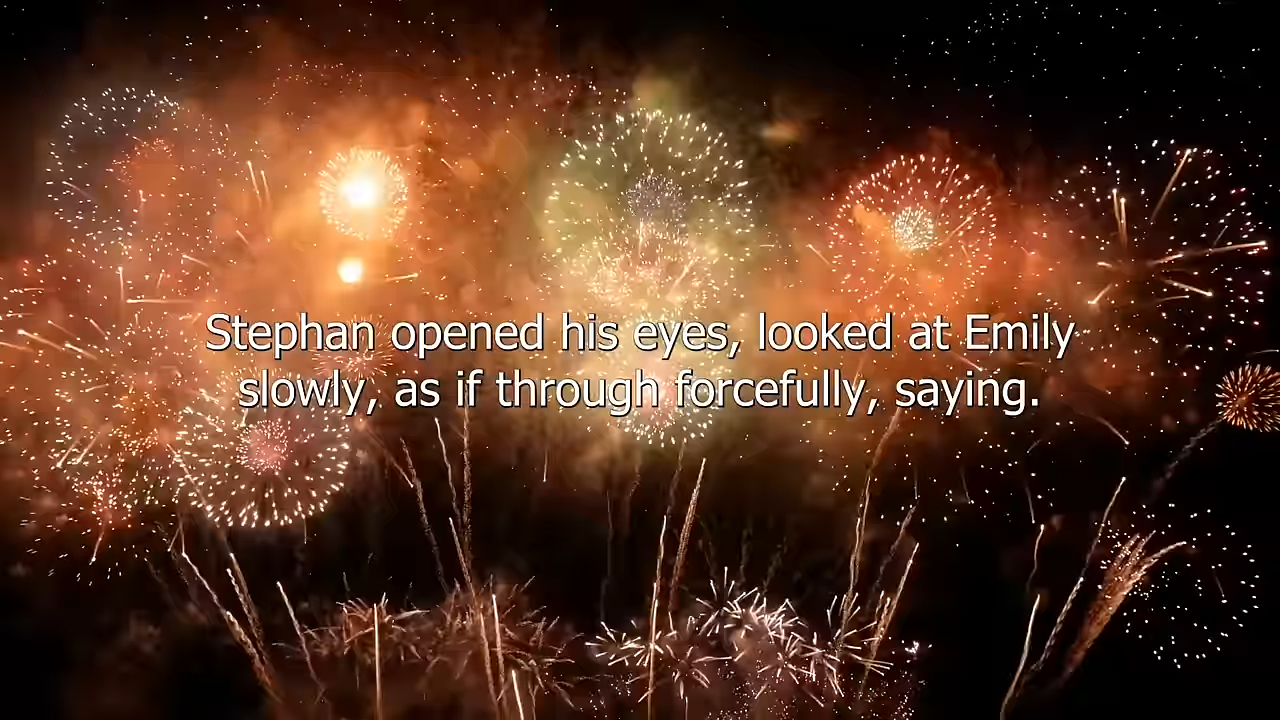 Stephan opened his eyes, looked at Emily
slowly, as if through forcefully, saying.